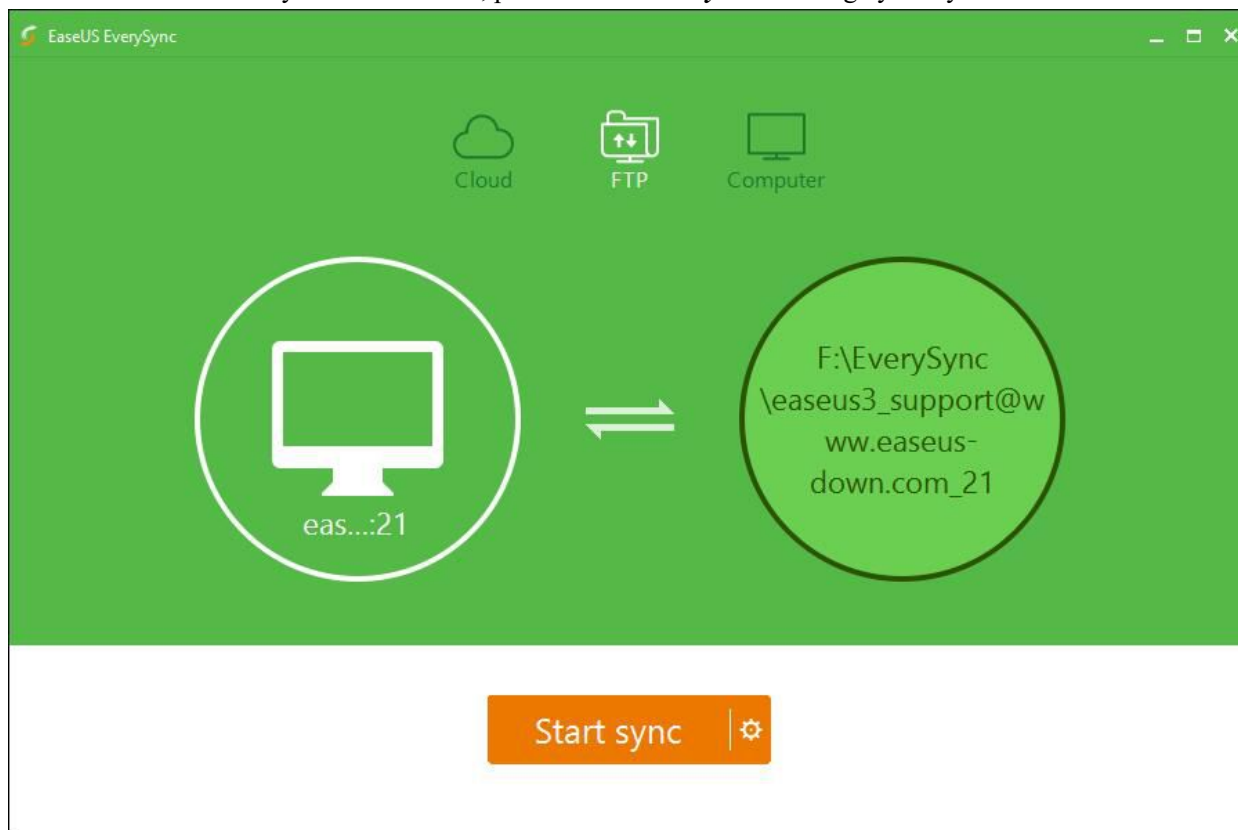 EaseUS EverySync
Cloud
FTP
Computer
eas...:21
F:\EverySync
\easeus3_support@w
ww.easeus-
down.com_21
Start sync